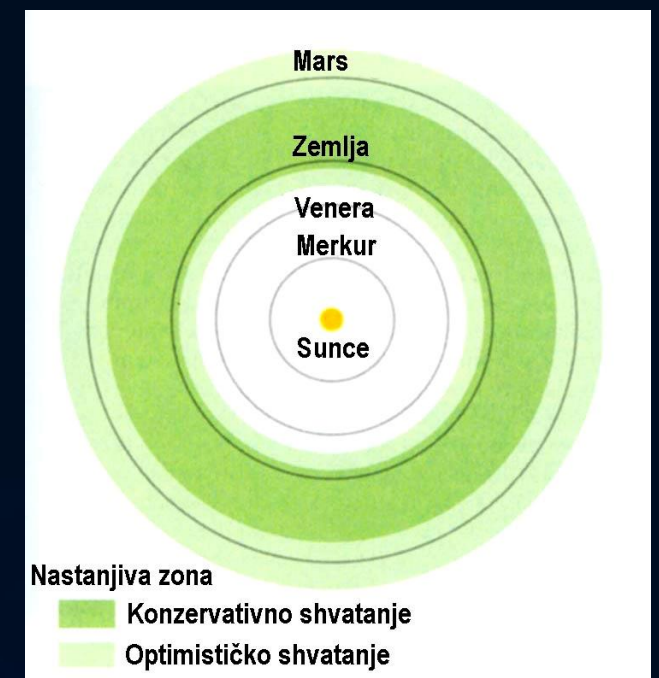 Mars
Zemlja
Venera
Merkur
Sunce
Nastanjiva zona
Konzervativno shvatanje
Optimističko shvatanje